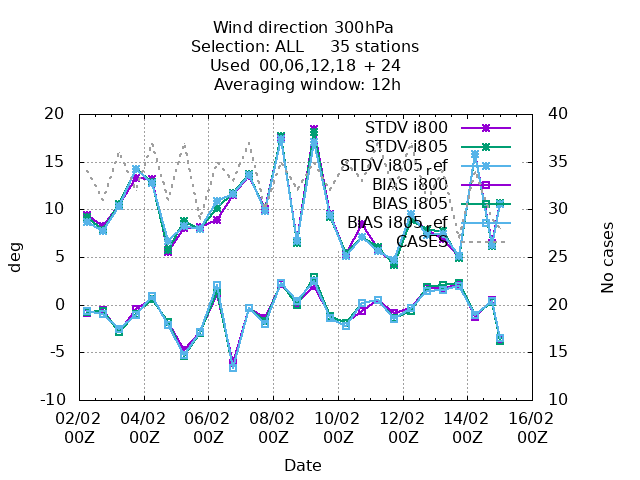 Wind direction 300hPa
Selection: ALL 35 stations
Used 00,06,12,18 + 24
Averaging window: 12h
20
15
10
5
0
-5
-10
deg
40
35
30
25
20
15
10
No cases
STDV i800
STDV i805
STDV i805_ref
BIAS i800
BIAS i805
BIAS i805_ref
CASES
02/02 04/02 06/02 08/02 10/02 12/02 14/02 16/02
00Z 00Z 00Z 00Z 00Z 00Z 00Z 00Z
Date